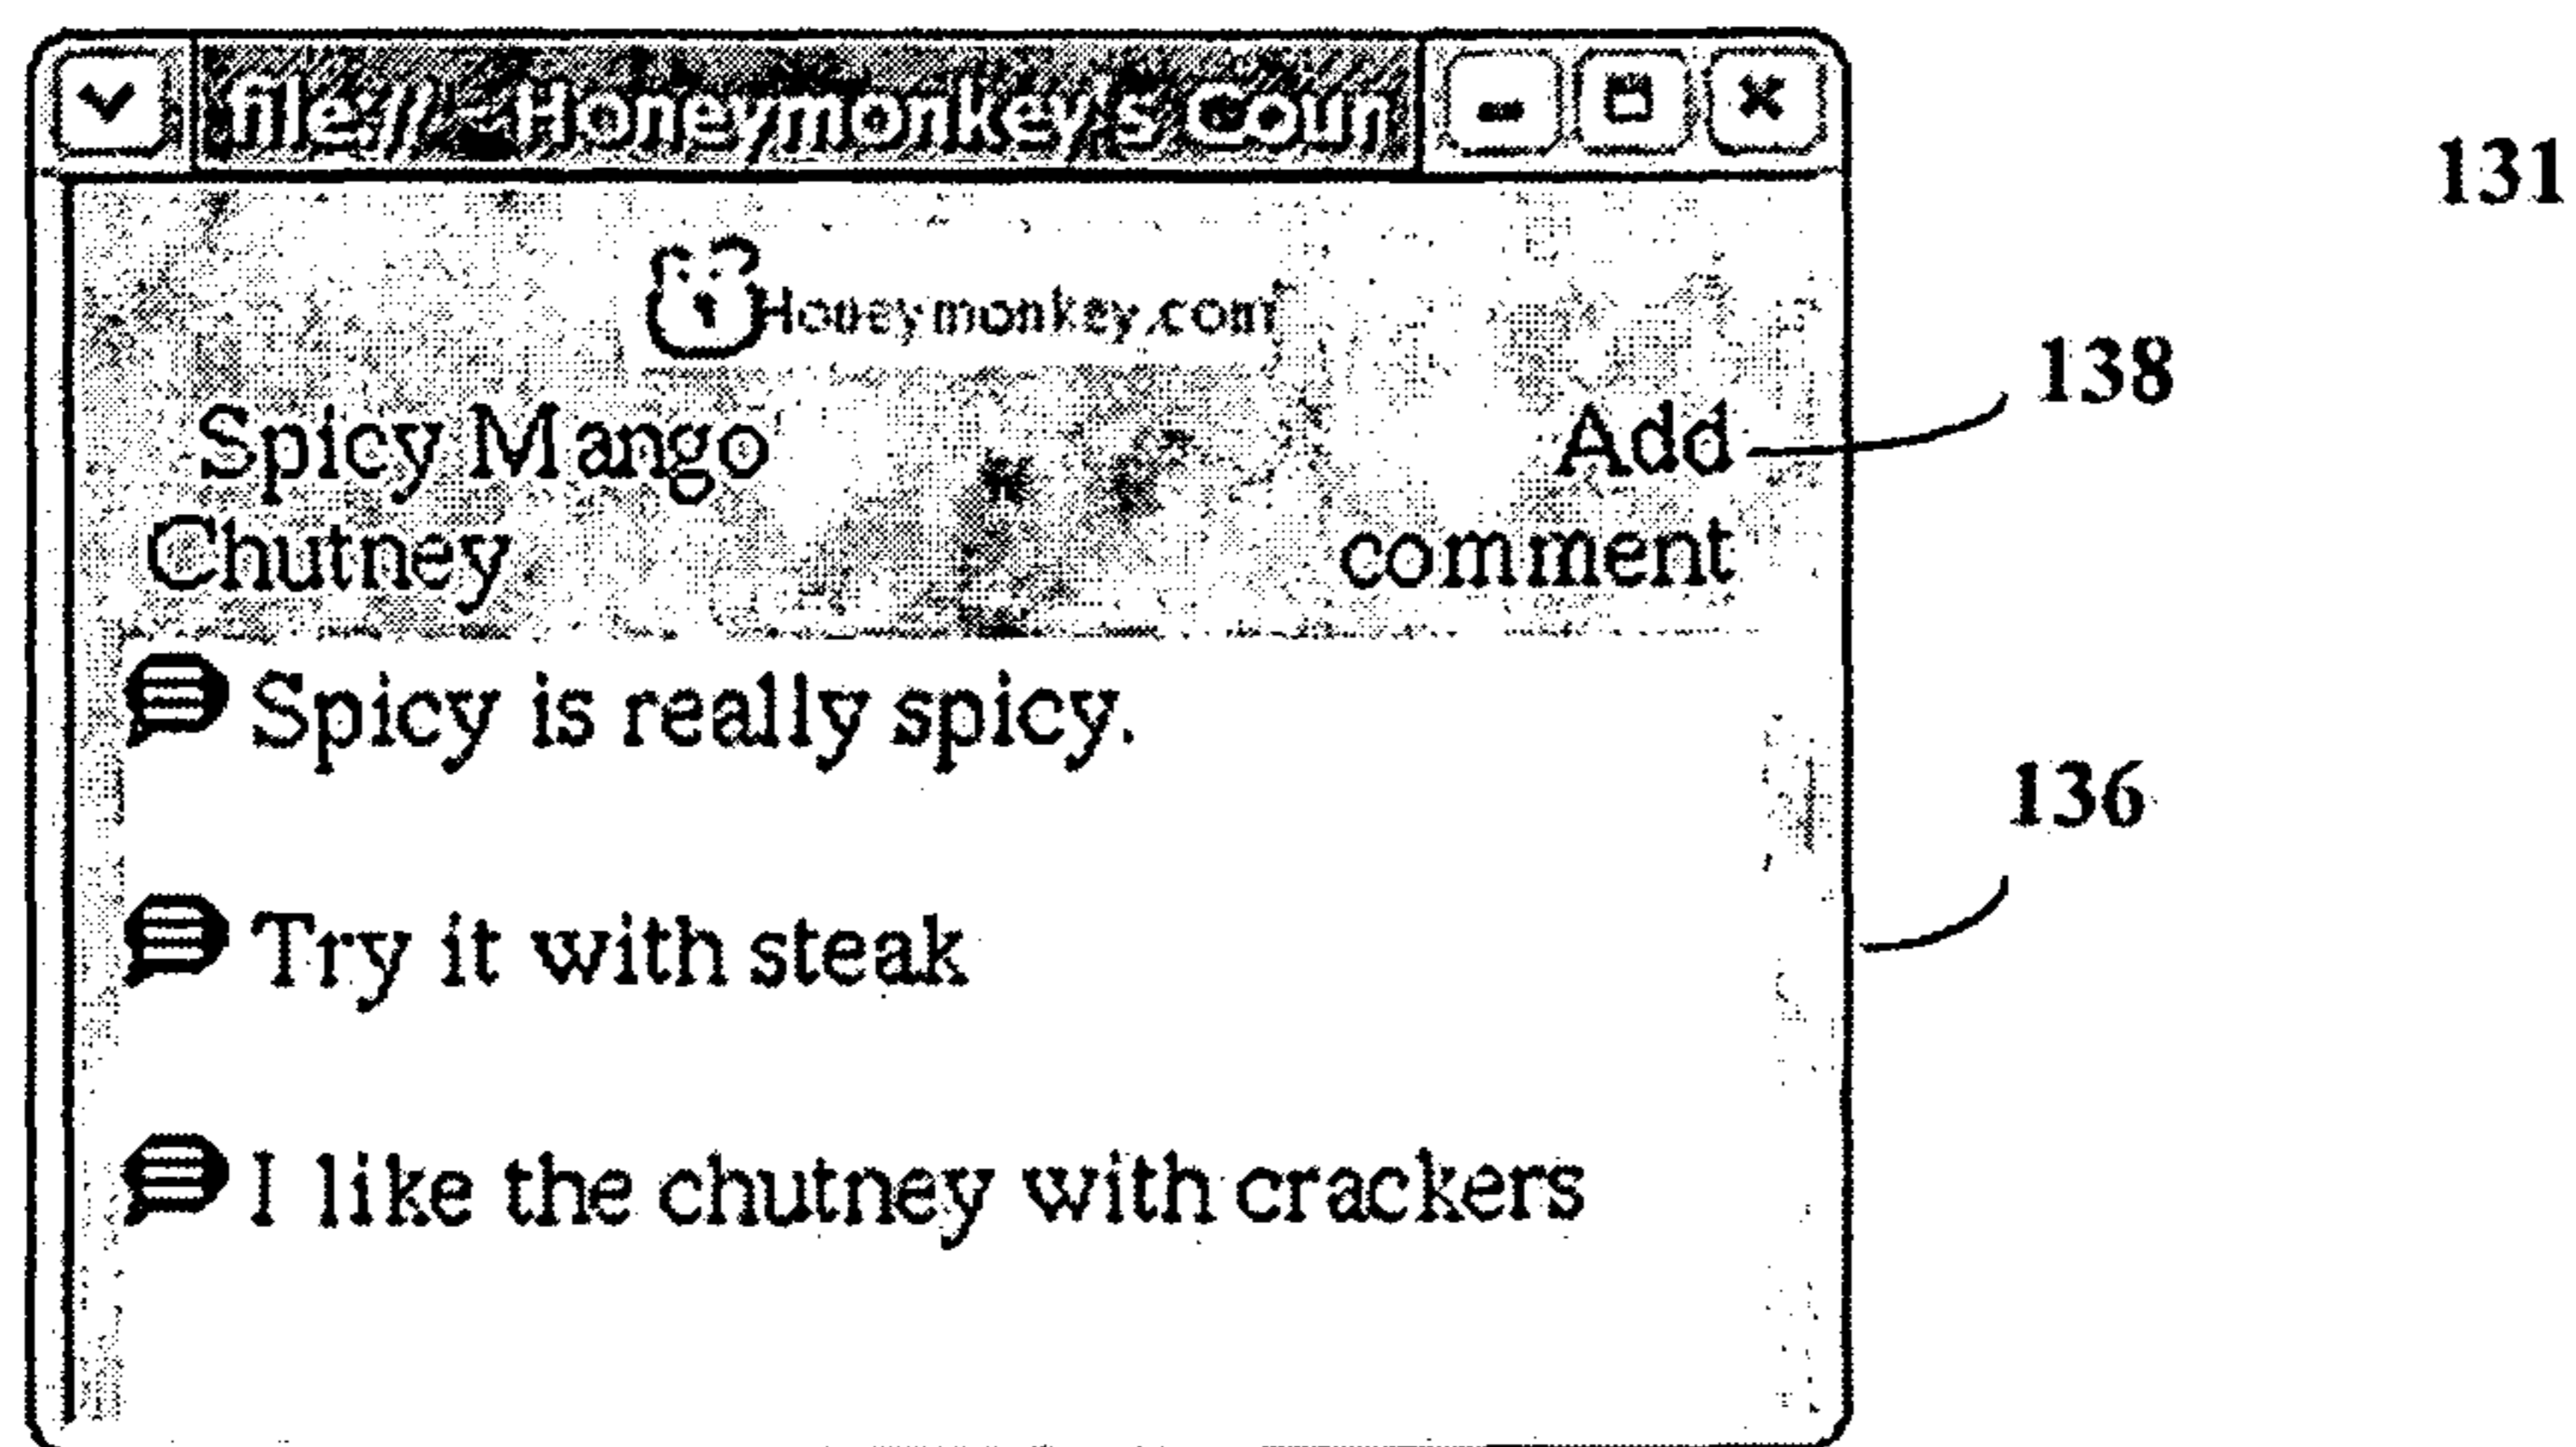 file:// - Honeymonkey's Coun
131
Honeymonkey.com
138
Spicy Mango Add
Chutney comment
Spicy is really spicy.
136
Try it with steak
I like the chutney with crackers